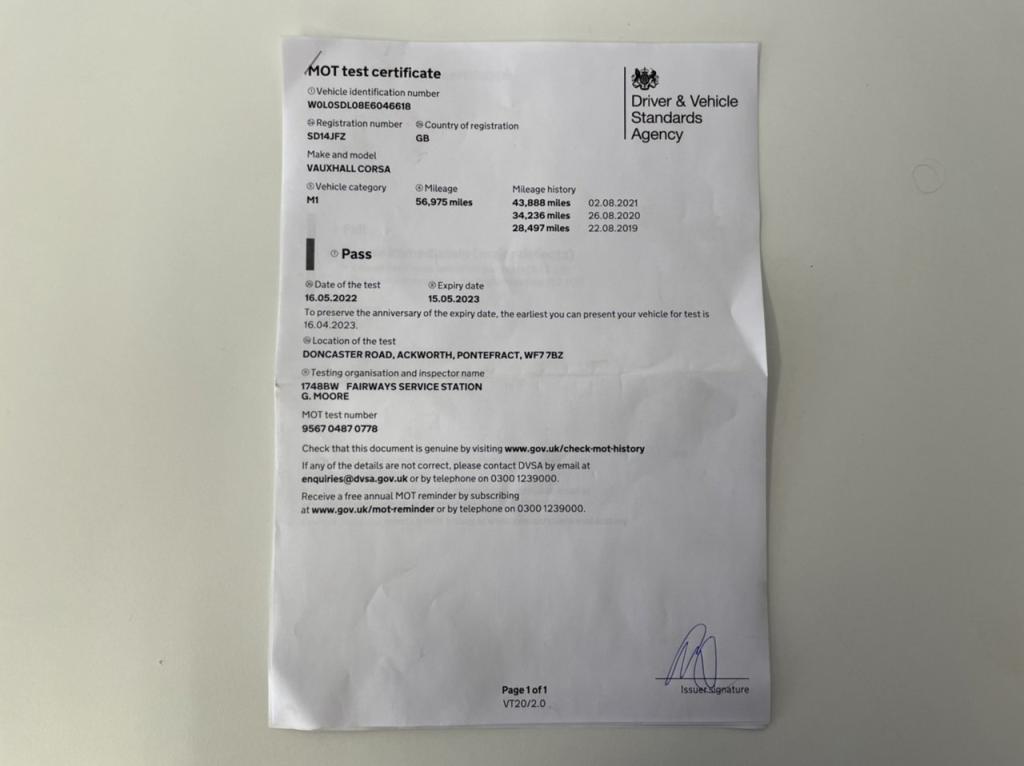 MOT test certificate
Driver & Vehicle
Standards
Agency
Vehicle identification number
W0L0SDL08E6046618
Registration number Country of registration
SD14JFZ GB
Make and model
VAUXHALL CORSA
Vehicle category Mileage Mileage history
M1 56,975 miles 43,888 miles 02.08.2021
34,236 miles 26.08.2020
28,497 miles 22.08.2019
Pass
Date of the test Expiry date
16.05.2022 15.05.2023
To preserve the anniversary of the expiry date, the earliest you can present your vehicle for test is
16.04.2023.
Location of the test
DONCASTER ROAD, ACKWORTH, PONTEFRACT, WF7 7BZ
Testing organisation and inspector name
1748BW FAIRWAYS SERVICE STATION
G. MOORE
MOT test number
9567 0487 0778
Check that this document is genuine by visiting www.gov.uk/check-mot-history
If any of the details are not correct, please contact DVSA by email at
enquiries@dvsa.gov.uk or by telephone on 0300 1239000.
Receive a free annual MOT reminder by subscribing
at www.gov.uk/mot-reminder or by telephone on 0300 1239000.
Issuer signature
Page 1 of 1
VT20/2.0